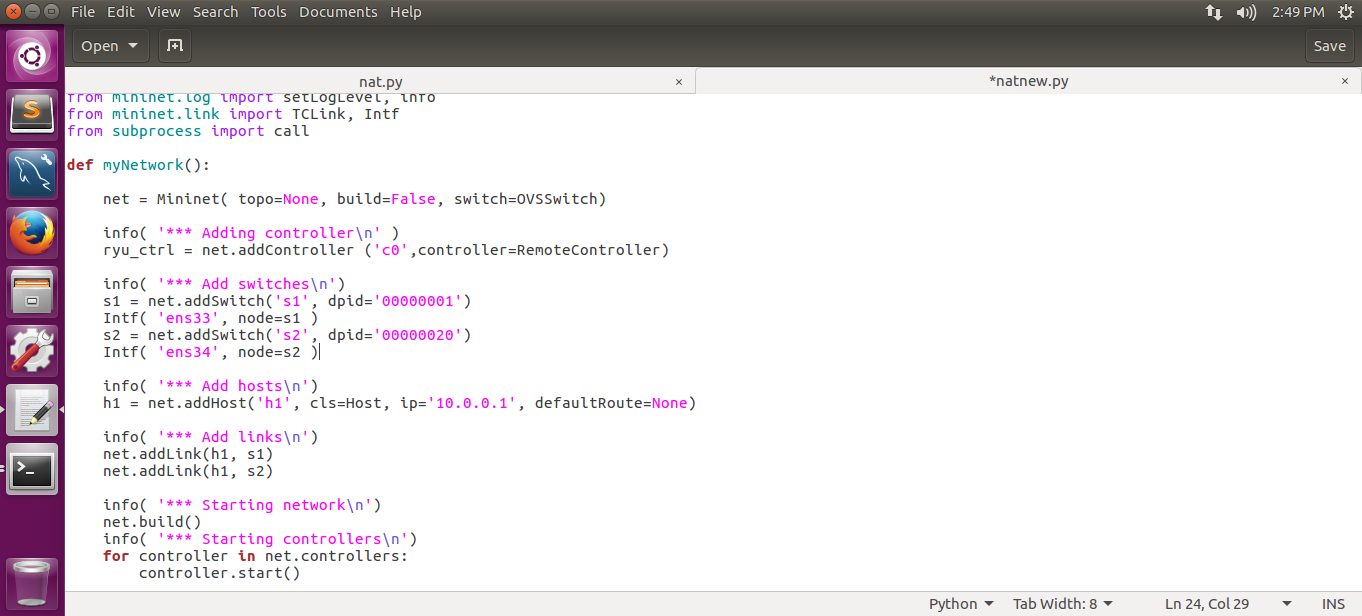 File Edit View Search Tools Documents Help 2:49 PM
Open Save
nat.py × *natnew.py ×
from mininet.log import setLogLevel, info
from mininet.link import TCLink, Intf
from subprocess import call
def myNetwork():
    net = Mininet( topo=None, build=False, switch=OVSSwitch)
    info( '*** Adding controller\n' )
    ryu_ctrl = net.addController ('c0',controller=RemoteController)
    info( '*** Add switches\n')
    s1 = net.addSwitch('s1', dpid='00000001')
    Intf( 'ens33', node=s1 )
    s2 = net.addSwitch('s2', dpid='00000020')
    Intf( 'ens34', node=s2 )
    info( '*** Add hosts\n')
    h1 = net.addHost('h1', cls=Host, ip='10.0.0.1', defaultRoute=None)
    info( '*** Add links\n')
    net.addLink(h1, s1)
    net.addLink(h1, s2)
    info( '*** Starting network\n')
    net.build()
    info( '*** Starting controllers\n')
    for controller in net.controllers:
        controller.start()
Python Tab Width: 8 Ln 24, Col 29 INS